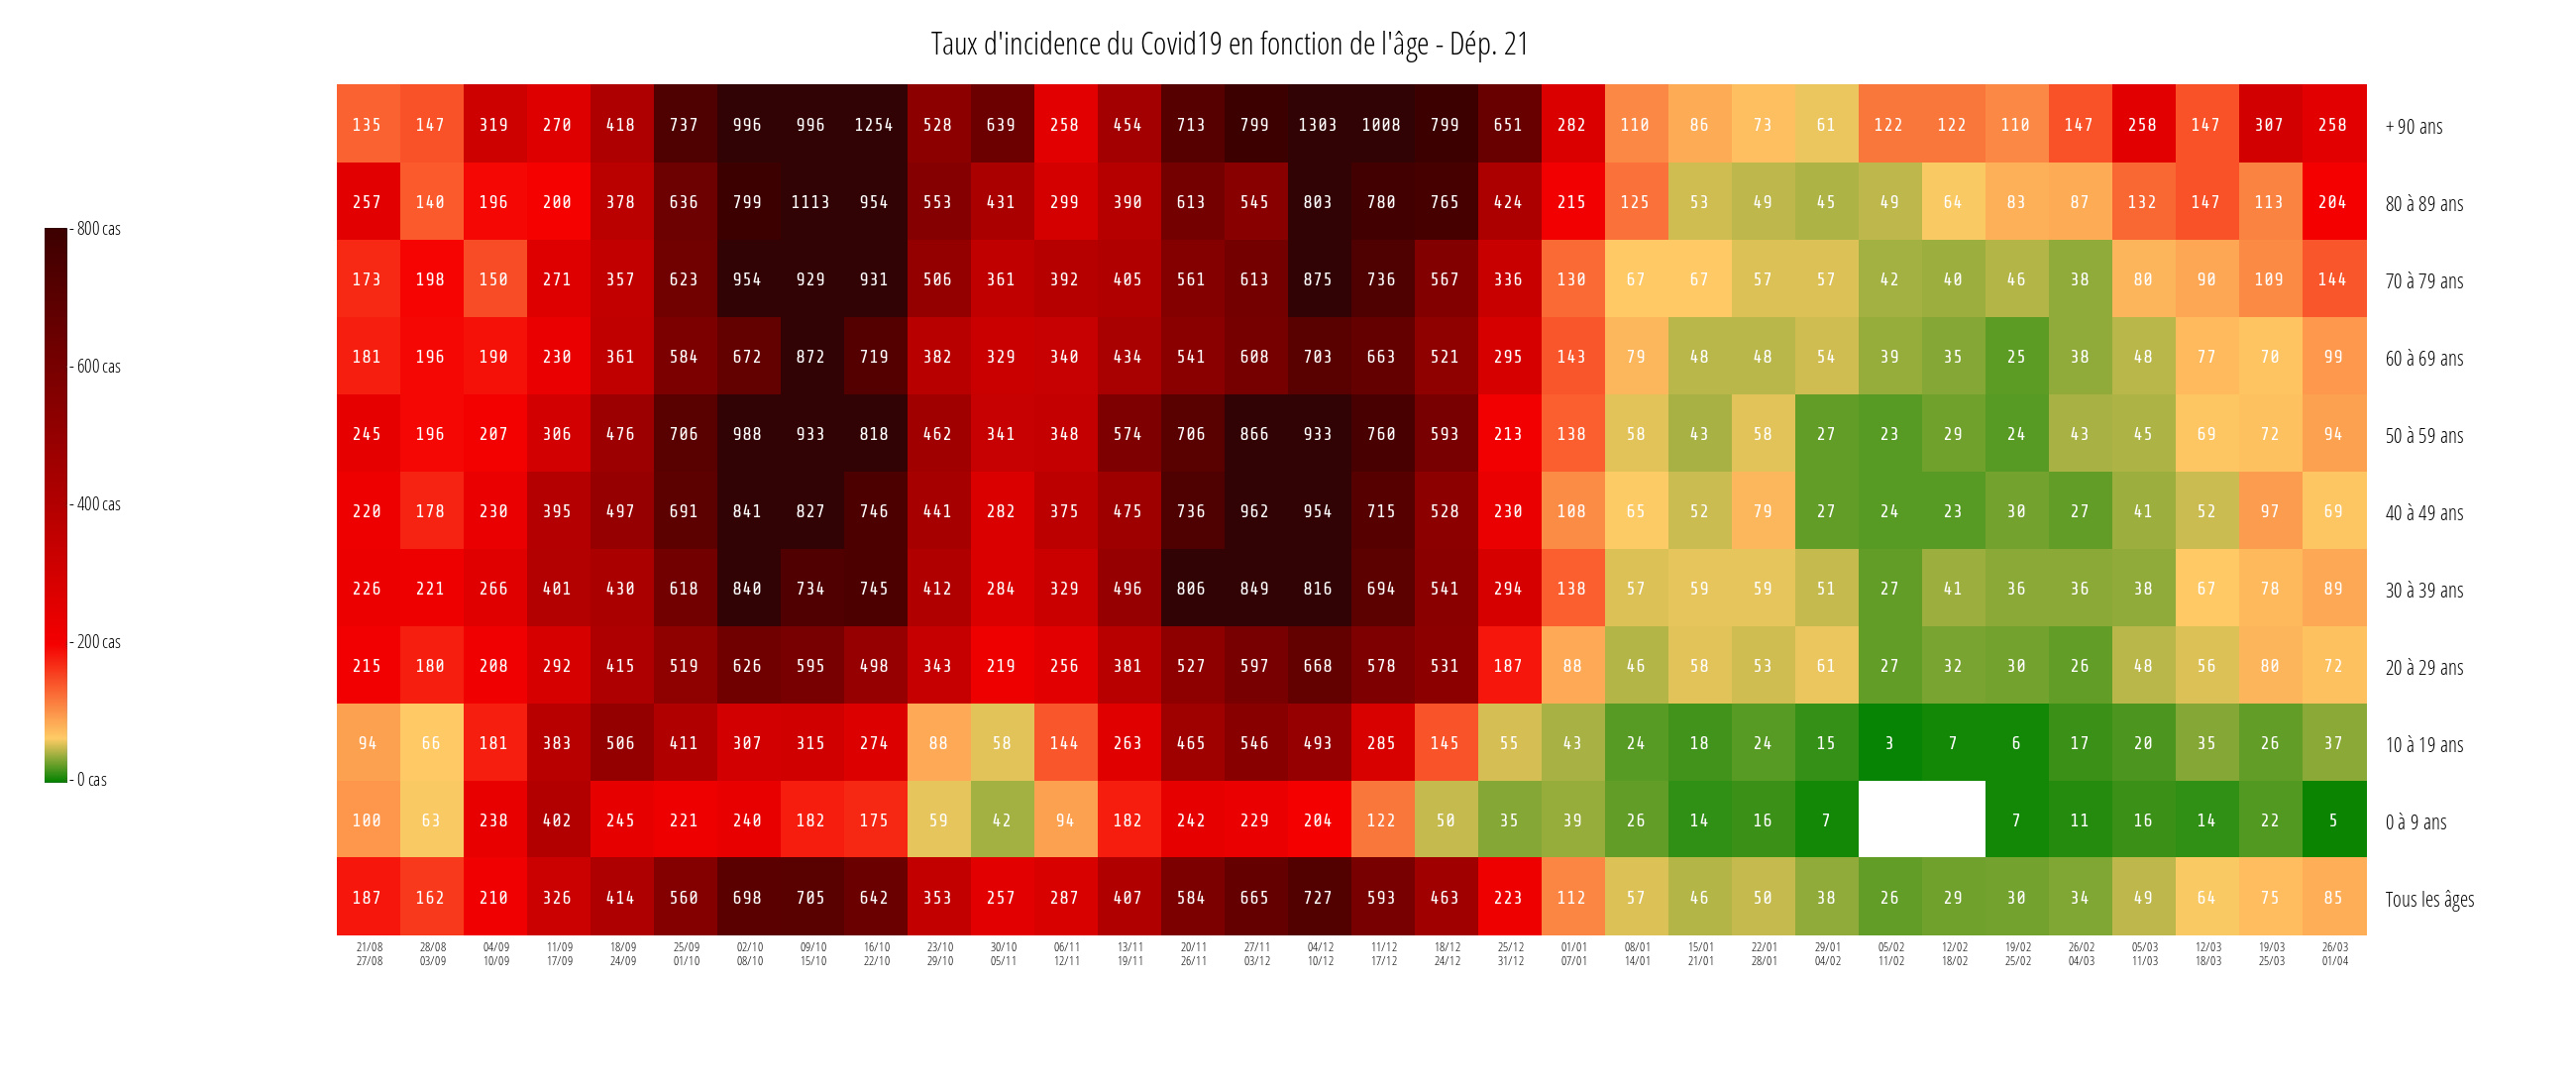 Taux d'incidence du Covid19 en fonction de l'âge - Dép. 21
- 800 cas
- 600 cas
- 400 cas
- 200 cas
- 0 cas
135 147 319 270 418 737 996 996 1254 528 639 258 454 713 799 1303 1008 799 651 282 110 86 73 61 122 122 110 147 258 147 307 258 + 90 ans
257 140 196 200 378 636 799 1113 954 553 431 299 390 613 545 803 780 765 424 215 125 53 49 45 49 64 83 87 132 147 113 204 80 à 89 ans
173 198 150 271 357 623 954 929 931 506 361 392 405 561 613 875 736 567 336 130 67 67 57 57 42 40 46 38 80 90 109 144 70 à 79 ans
181 196 190 230 361 584 672 872 719 382 329 340 434 541 608 703 663 521 295 143 79 48 48 54 39 35 25 38 48 77 70 99 60 à 69 ans
245 196 207 306 476 706 988 933 818 462 341 348 574 706 866 933 760 593 213 138 58 43 58 27 23 29 24 43 45 69 72 94 50 à 59 ans
220 178 230 395 497 691 841 827 746 441 282 375 475 736 962 954 715 528 230 108 65 52 79 27 24 23 30 27 41 52 97 69 40 à 49 ans
226 221 266 401 430 618 840 734 745 412 284 329 496 806 849 816 694 541 294 138 57 59 59 51 27 41 36 36 38 67 78 89 30 à 39 ans
215 180 208 292 415 519 626 595 498 343 219 256 381 527 597 668 578 531 187 88 46 58 53 61 27 32 30 26 48 56 80 72 20 à 29 ans
94 66 181 383 506 411 307 315 274 88 58 144 263 465 546 493 285 145 55 43 24 18 24 15 3 7 6 17 20 35 26 37 10 à 19 ans
100 63 238 402 245 221 240 182 175 59 42 94 182 242 229 204 122 50 35 39 26 14 16 7 7 11 16 14 22 5 0 à 9 ans
187 162 210 326 414 560 698 705 642 353 257 287 407 584 665 727 593 463 223 112 57 46 50 38 26 29 30 34 49 64 75 85 Tous les âges
21/08 28/08 04/09 11/09 18/09 25/09 02/10 09/10 16/10 23/10 30/10 06/11 13/11 20/11 27/11 04/12 11/12 18/12 25/12 01/01 08/01 15/01 22/01 29/01 05/02 12/02 19/02 26/02 05/03 12/03 19/03 26/03
27/08 03/09 10/09 17/09 24/09 01/10 08/10 15/10 22/10 29/10 05/11 12/11 19/11 26/11 03/12 10/12 17/12 24/12 31/12 07/01 14/01 21/01 28/01 04/02 11/02 18/02 25/02 04/03 11/03 18/03 25/03 01/04